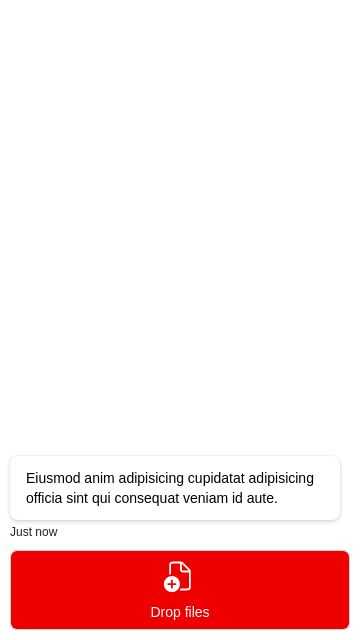 Eiusmod anim adipisicing cupidatat adipisicing
officia sint qui consequat veniam id aute.
Just now
Drop files